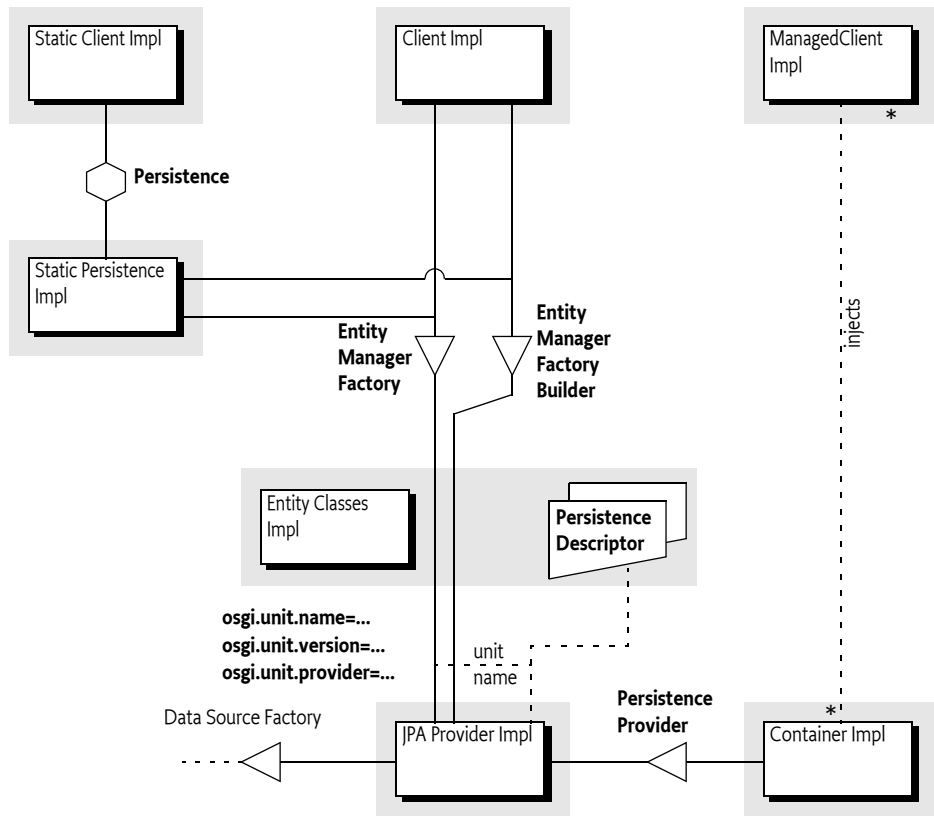 Static Client Impl
Client Impl
ManagedClient
Impl
*
Persistence
Static Persistence
Impl
Entity
Manager
Factory
Entity
Manager
Factory
Builder
injects
Entity Classes
Impl
Persistence
Descriptor
osgi.unit.name=...
osgi.unit.version=...
osgi.unit.provider=...
unit
name
Persistence
Provider
*
Data Source Factory
JPA Provider Impl
Container Impl